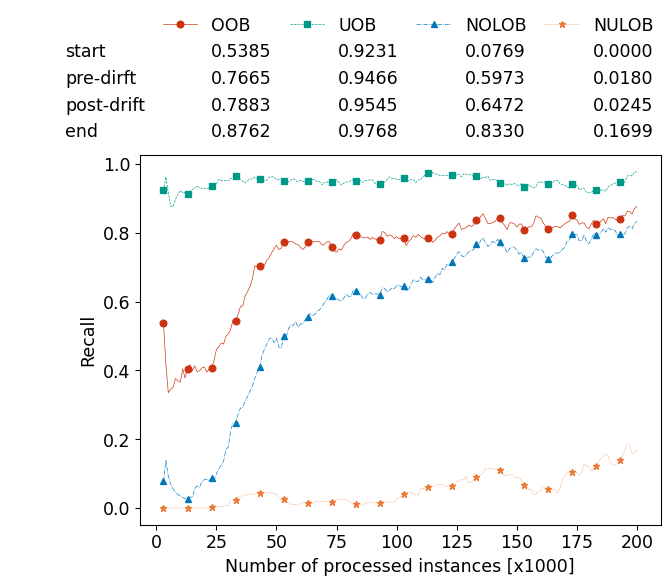 OOB UOB NOLOB NULOB
start 0.5385 0.9231 0.0769 0.0000
pre-dirft 0.7665 0.9466 0.5973 0.0180
post-drift 0.7883 0.9545 0.6472 0.0245
end 0.8762 0.9768 0.8330 0.1699
1.0
0.8
0.6
0.4
0.2
0.0
Recall
0 25 50 75 100 125 150 175 200
Number of processed instances [x1000]